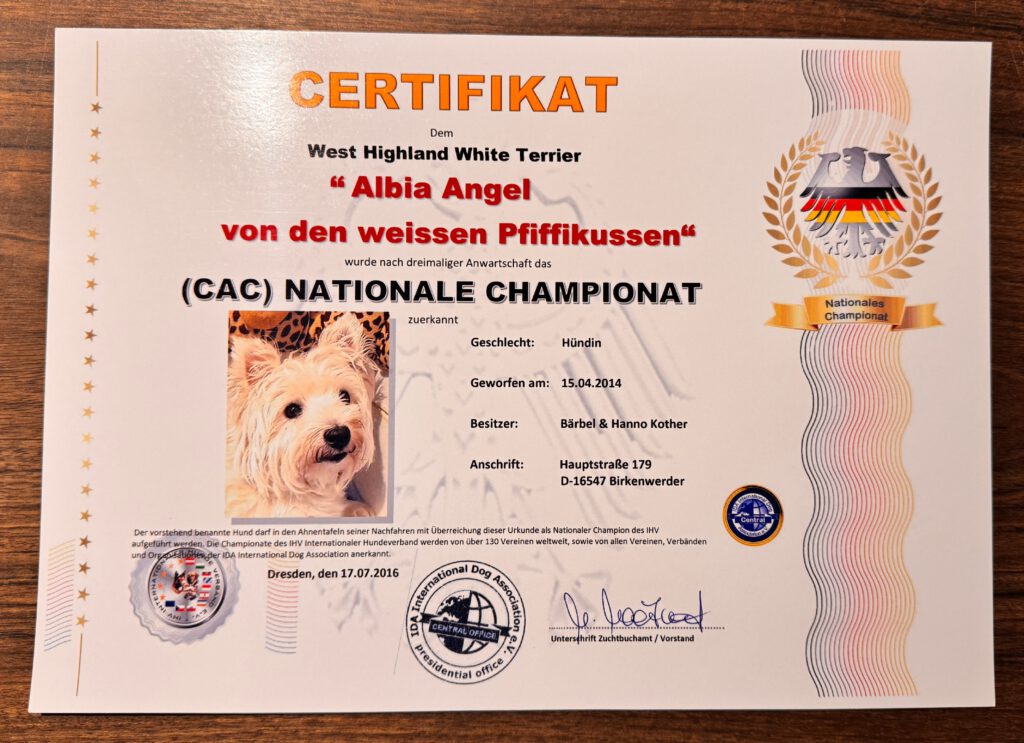 CERTIFIKAT
Dem
West Highland White Terrier
“ Albia Angel
von den weissen Pfiffikussen“
wurde nach dreimaliger Anwartschaft das
(CAC) NATIONALE CHAMPIONAT
zuerkannt
Nationales
Championat
Geschlecht: Hündin
Geworfen am: 15.04.2014
Besitzer: Bärbel & Hanno Kother
Anschrift: Hauptstraße 179
D-16547 Birkenwerder
Der vorstehend benannte Hund darf in den Ahnentafeln seiner Nachfahren mit Überreichung dieser Urkunde als Nationaler Champion des IHV
aufgeführt werden. Die Championate des IHV Internationaler Hundeverband werden von über 130 Vereinen weltweit, sowie von allen Vereinen, Verbänden
und Organisationen der IDA International Dog Association anerkannt.
Dresden, den 17.07.2016
IDA International Dog Association e.V.
CENTRAL OFFICE
presidential office
IDA International Dog
Central
Association e.V.
Unterschrift Zuchtbuchamt / Vorstand